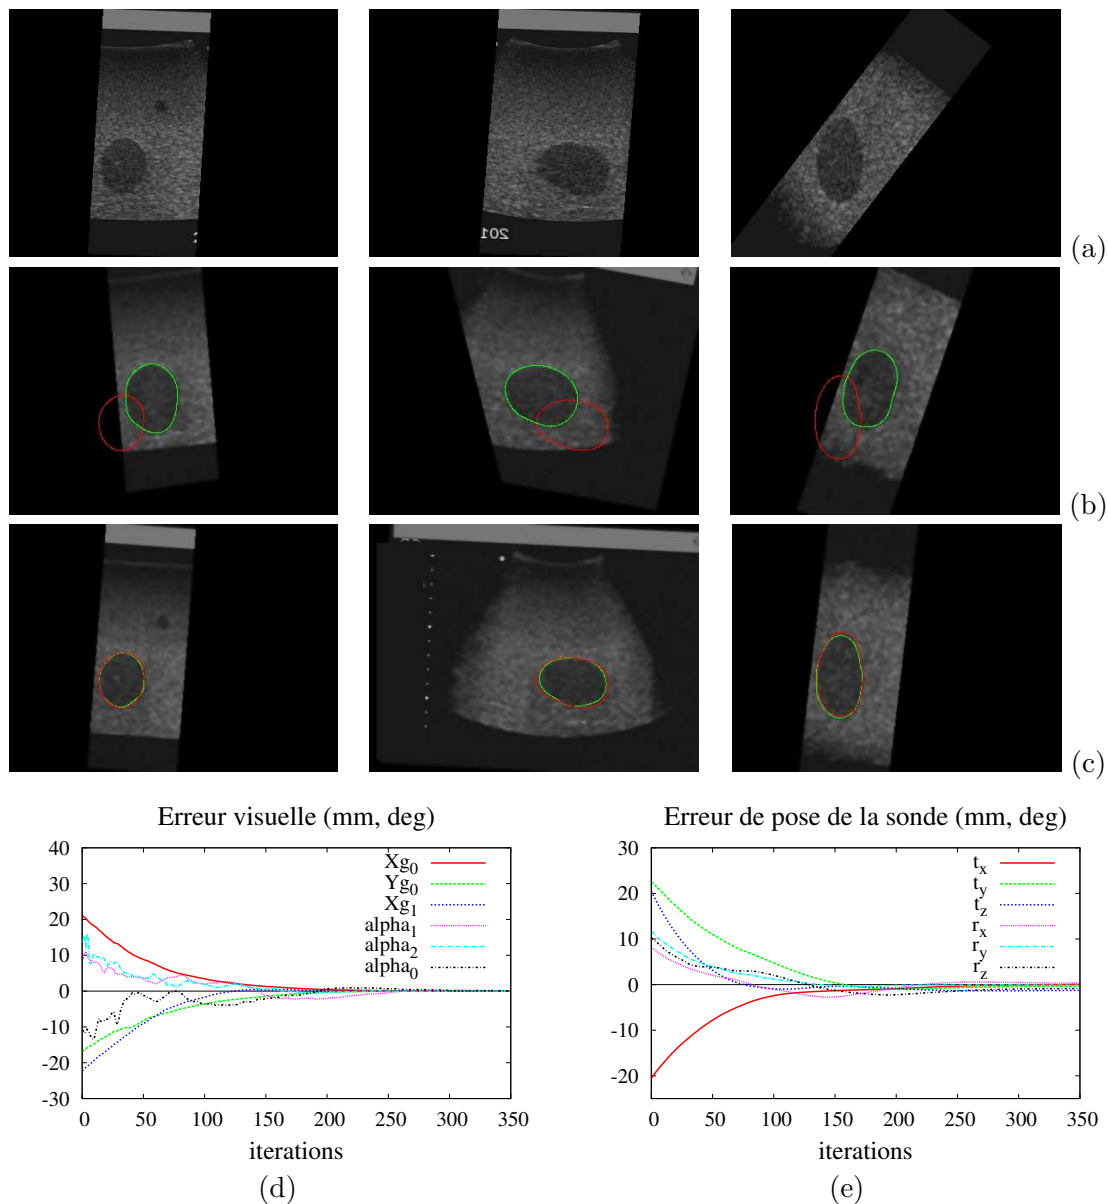 201
(a)
(b)
(c)
Erreur visuelle (mm, deg)
40
30
20
10
0
-10
-20
-30
Xg0
Yg0
Xg1
alpha1
alpha2
alpha0
0 50 100 150 200 250 300 350
iterations
(d)
Erreur de pose de la sonde (mm, deg)
30
20
10
0
-10
-20
tx
ty
tz
rx
ry
rz
0 50 100 150 200 250 300 350
iterations
(e)